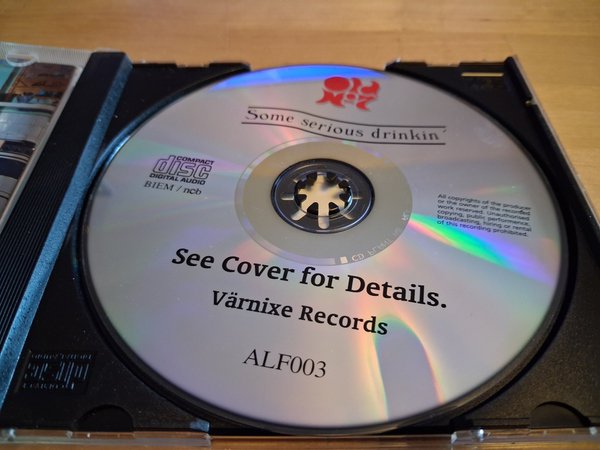 Old
No7
Some serious drinkin'
COMPACT
disc
DIGITAL AUDIO
BIEM / ncb
All copyrights of the producer
or the owner of the recorded
work reserved. Unauthorised
copying, public performance,
broadcasting, hiring or rental
of this recording prohibited.
See Cover for Details.
Värnixe Records
ALF003